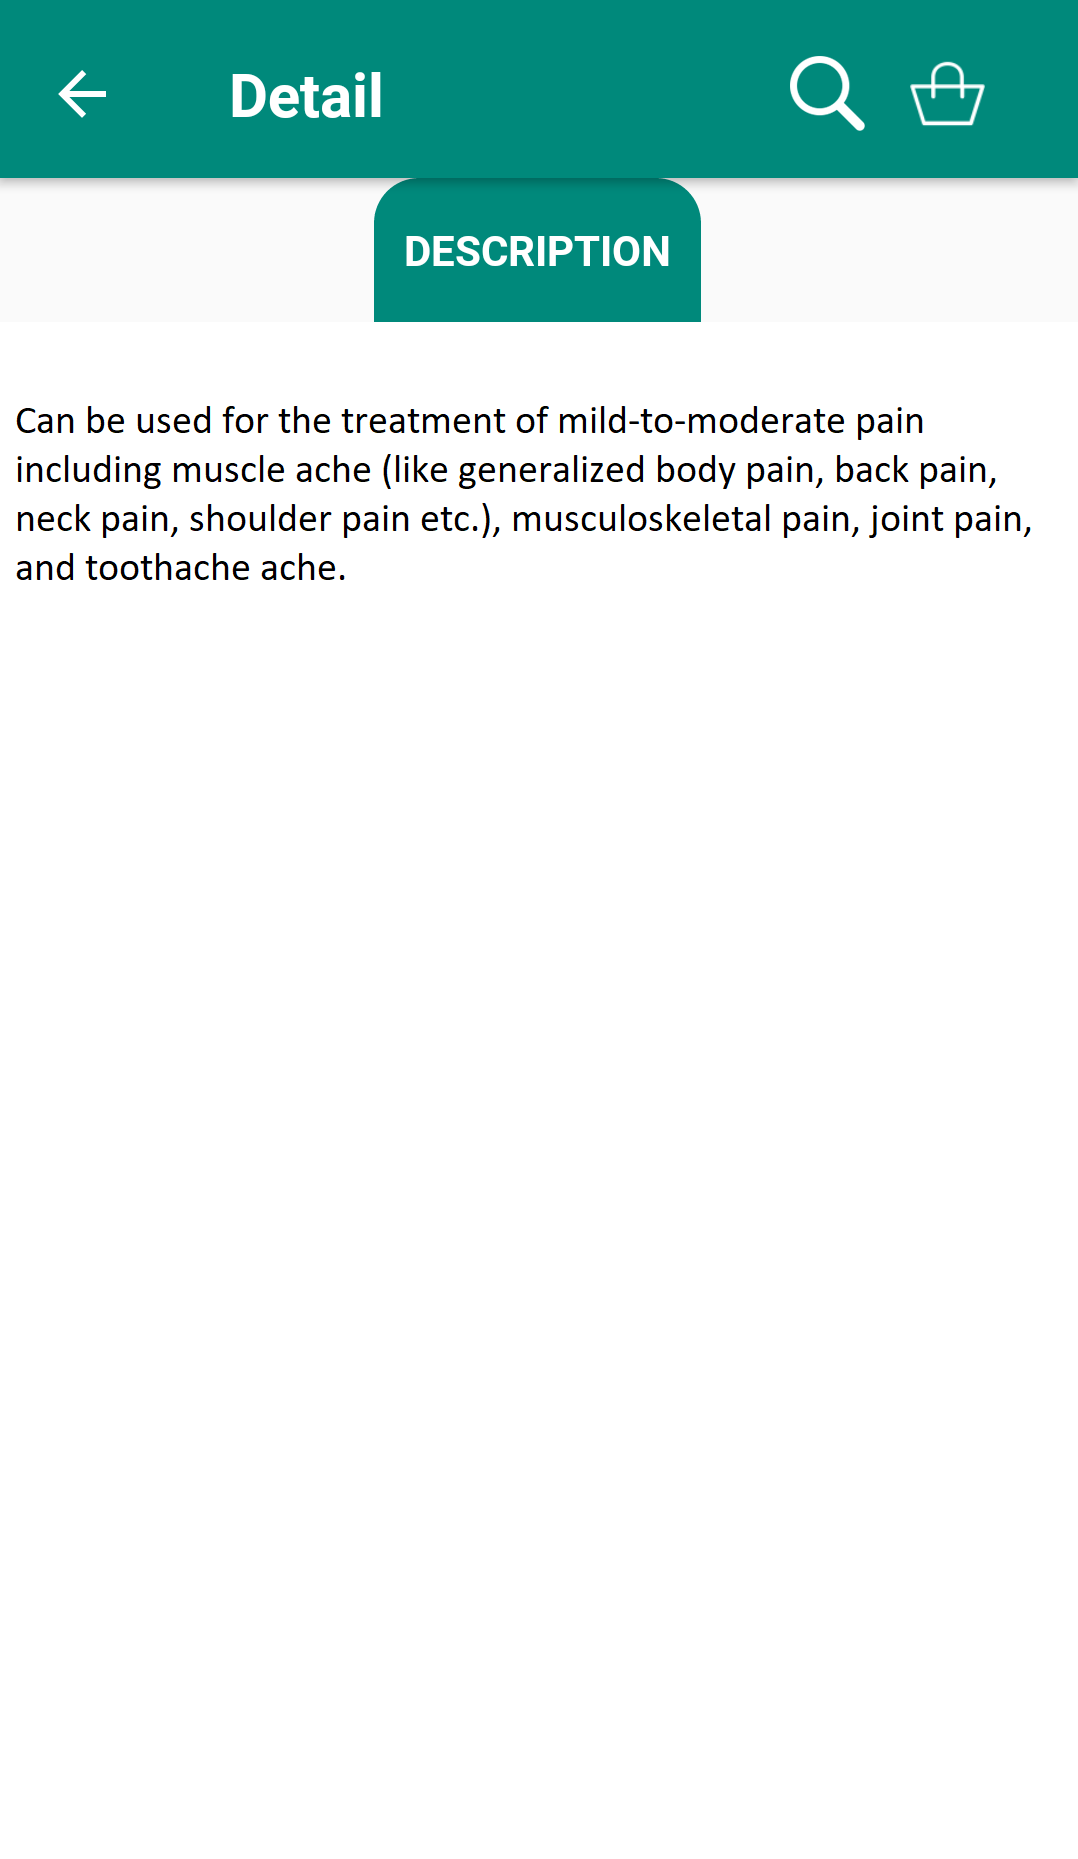 Detail
DESCRIPTION
Can be used for the treatment of mild-to-moderate pain
including muscle ache (like generalized body pain, back pain,
neck pain, shoulder pain etc.), musculoskeletal pain, joint pain,
and toothache ache.